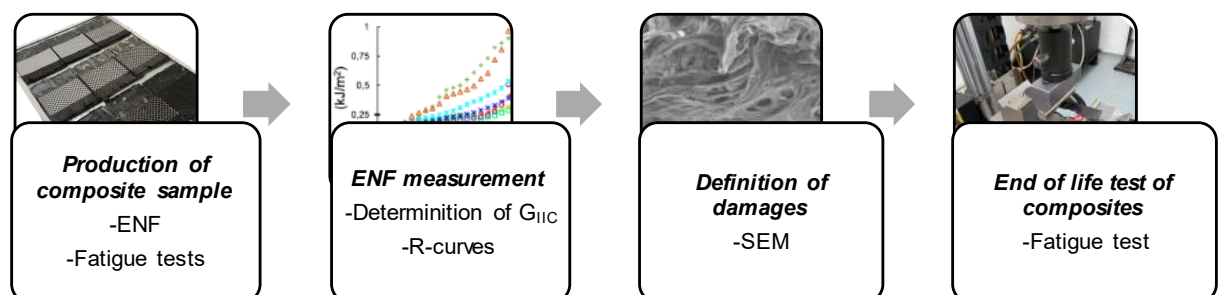 1
0,75
0,5
0,25
(kJ/m²)
Production of
composite sample
-ENF
-Fatigue tests
ENF measurement
-Determinition of GIIC
-R-curves
Definition of
damages
-SEM
End of life test of
composites
-Fatigue test